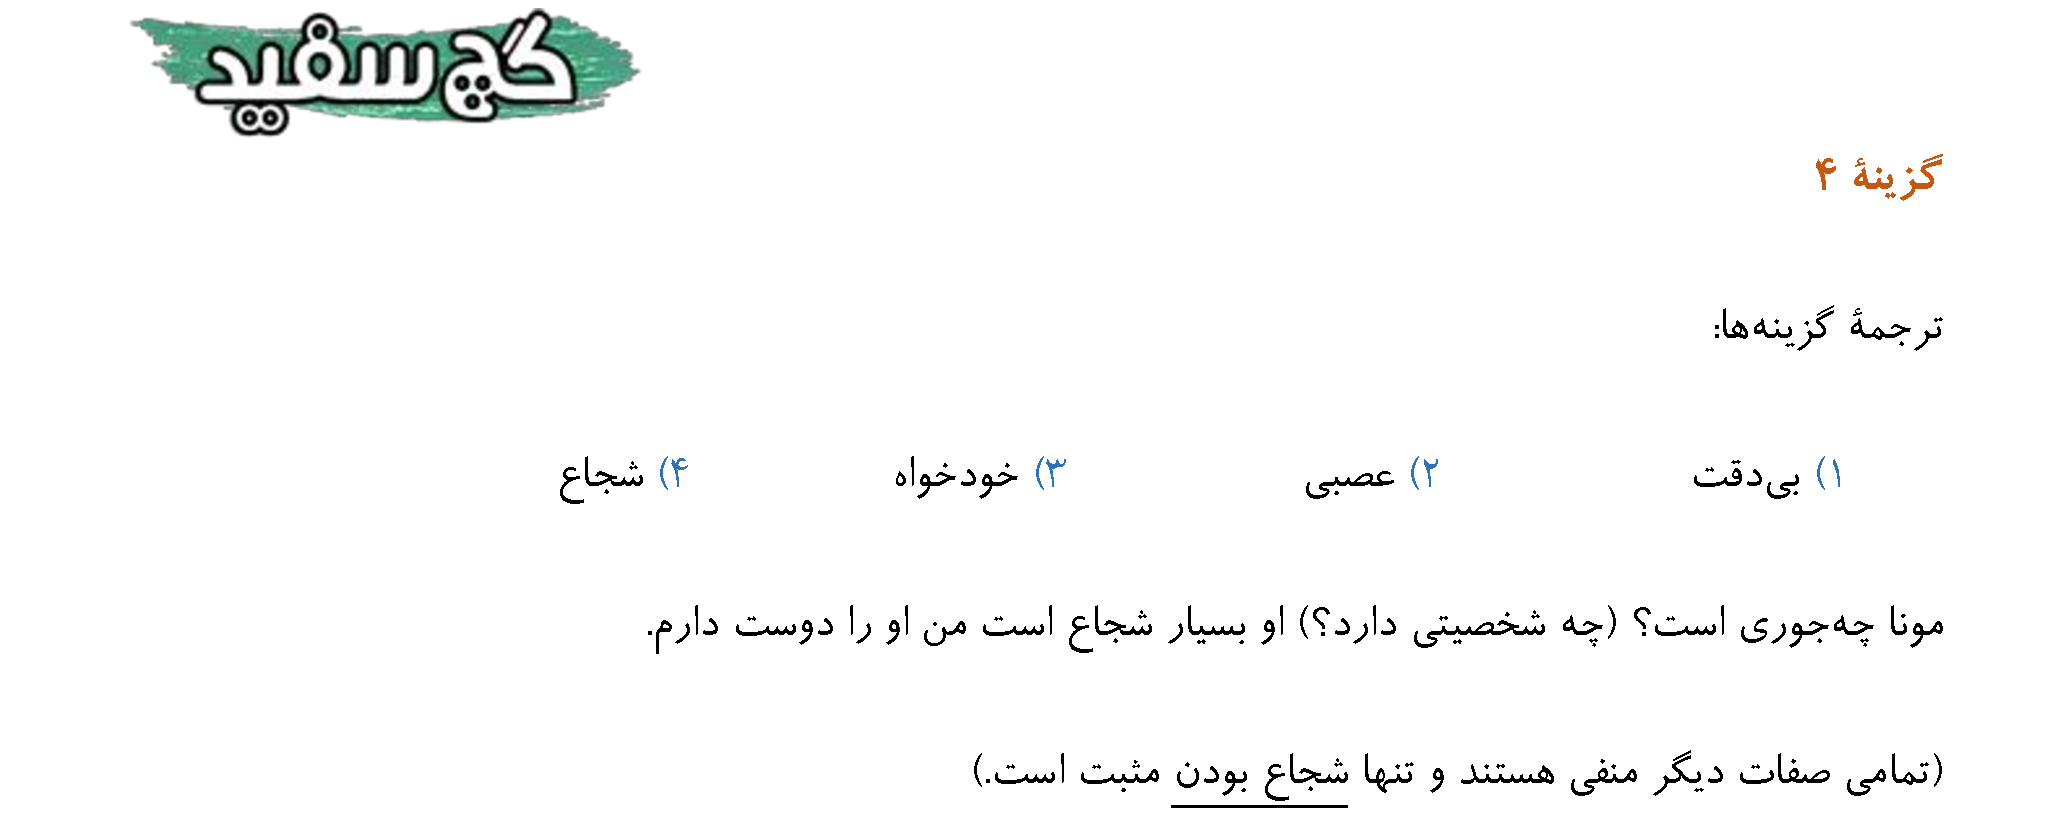 گچ سفید
گزینهٔ ۴
ترجمهٔ گزینه‌ها:
۱) بی‌دقت ۲) عصبی ۳) خودخواه ۴) شجاع
مونا چه‌جوری است؟ (چه شخصیتی دارد؟) او بسیار شجاع است من او را دوست دارم.
(تمامی صفات دیگر منفی هستند و تنها شجاع بودن مثبت است.)